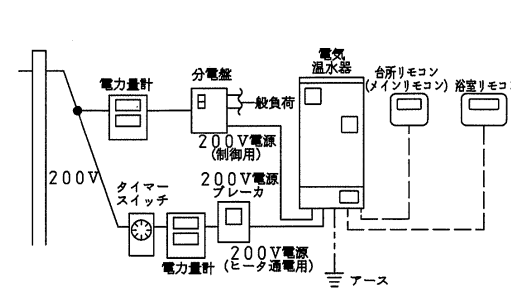 電気
温水器
分電盤
台所リモコン
(メインリモコン)
浴室リモコ
電力量計
一般負荷
200V電源
(制御用)
200V
タイマー
スイッチ
200V電源
ブレーカ
200V電源
(ヒータ通電用)
電力量計
アース